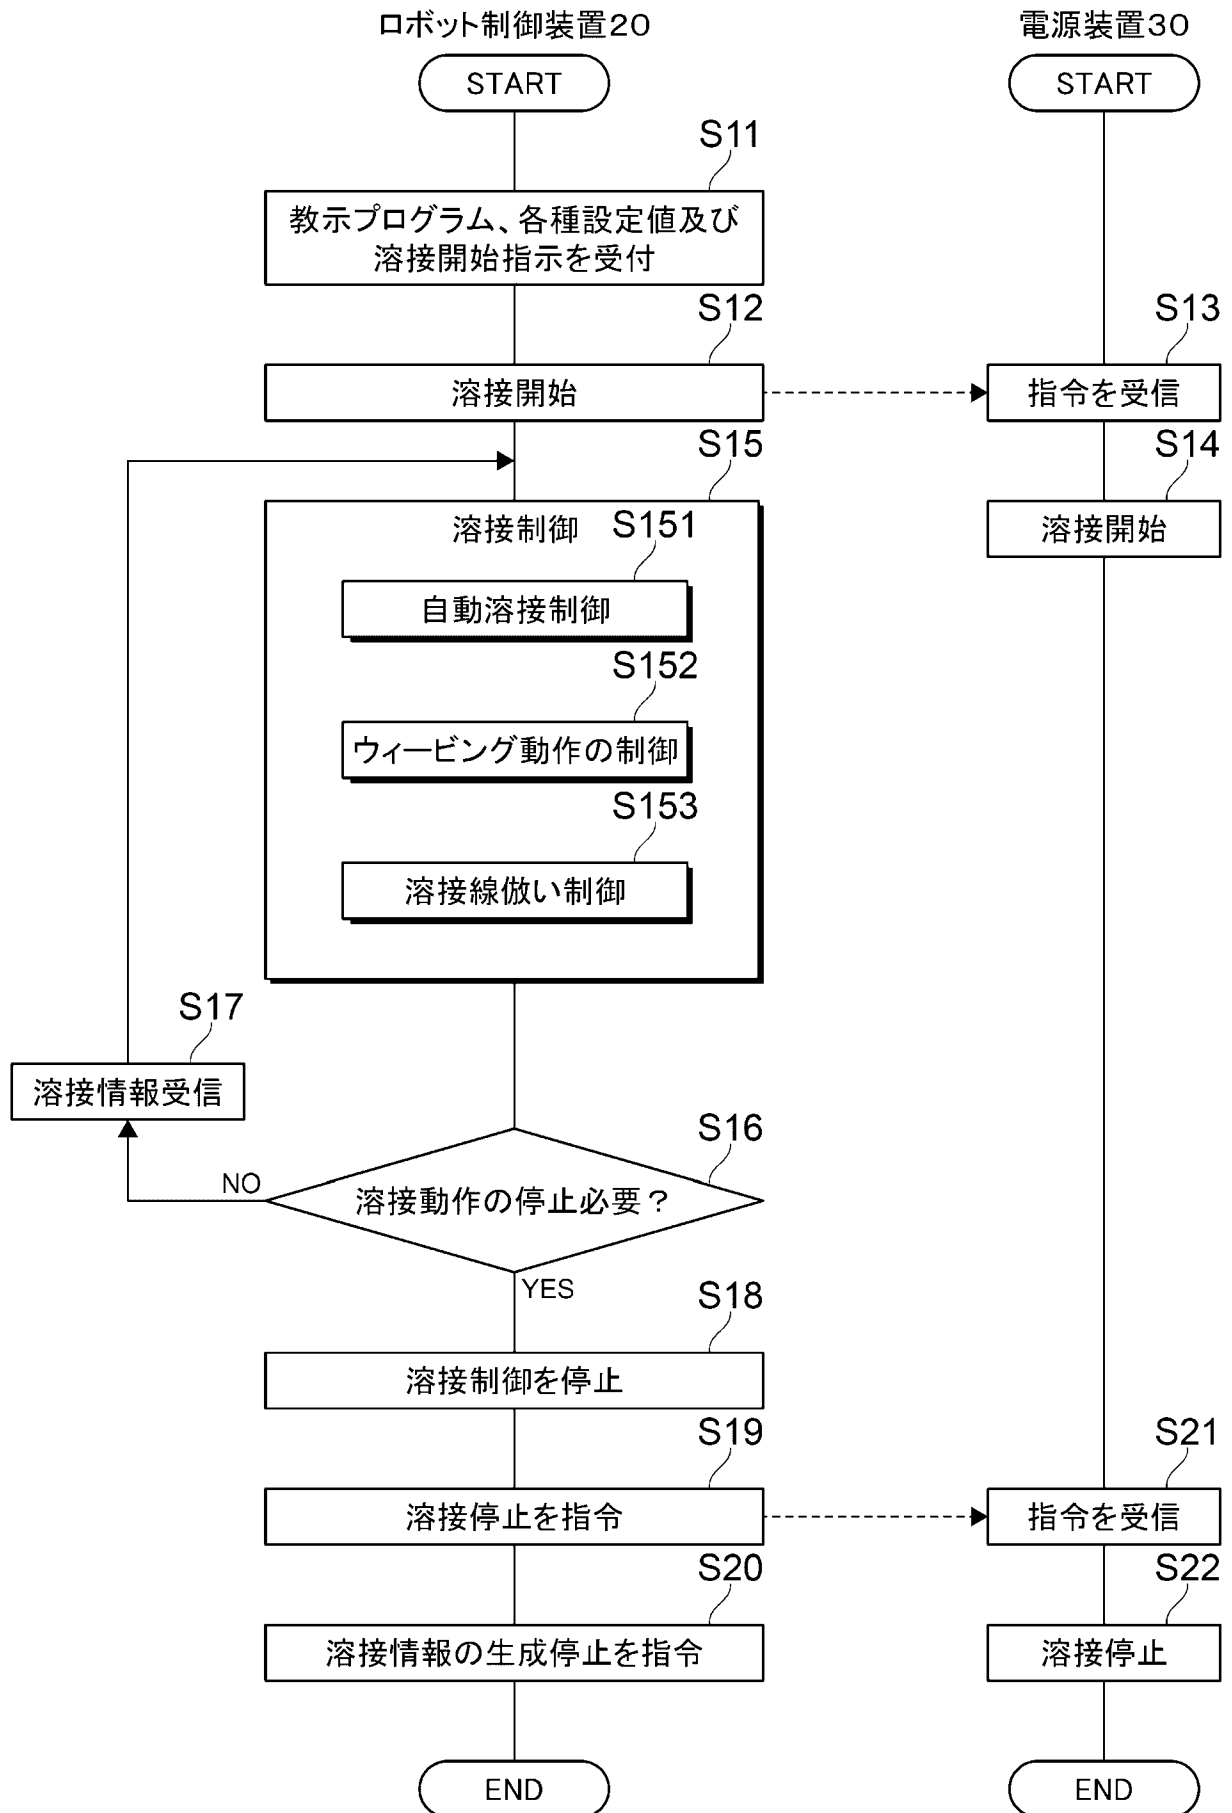 ロボット制御装置20
電源装置30
START
START
S11
教示プログラム、各種設定値及び
溶接開始指示を受付
S12
溶接開始
S13
指令を受信
S14
溶接開始
S15
溶接制御
S151
自動溶接制御
S152
ウィービング動作の制御
S153
溶接線倣い制御
S17
溶接情報受信
S16
溶接動作の停止必要？
NO
YES
S18
溶接制御を停止
S19
溶接停止を指令
S21
指令を受信
S20
溶接情報の生成停止を指令
S22
溶接停止
END
END